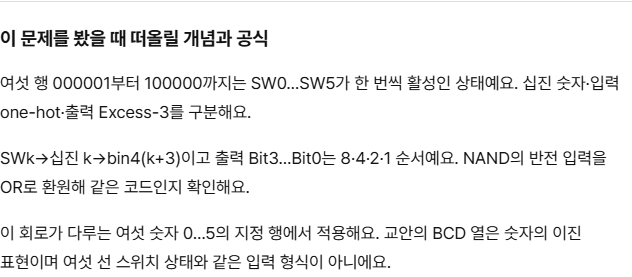 이 문제를 봤을 때 떠올릴 개념과 공식
여섯 행 000001부터 100000까지는 SW0…SW5가 한 번씩 활성인 상태예요. 십진 숫자·입력
one-hot·출력 Excess-3를 구분해요.
SWk→십진 k→bin4(k+3)이고 출력 Bit3…Bit0는 8·4·2·1 순서예요. NAND의 반전 입력을
OR로 환원해 같은 코드인지 확인해요.
이 회로가 다루는 여섯 숫자 0…5의 지정 행에서 적용해요. 교안의 BCD 열은 숫자의 이진
표현이며 여섯 선 스위치 상태와 같은 입력 형식이 아니에요.